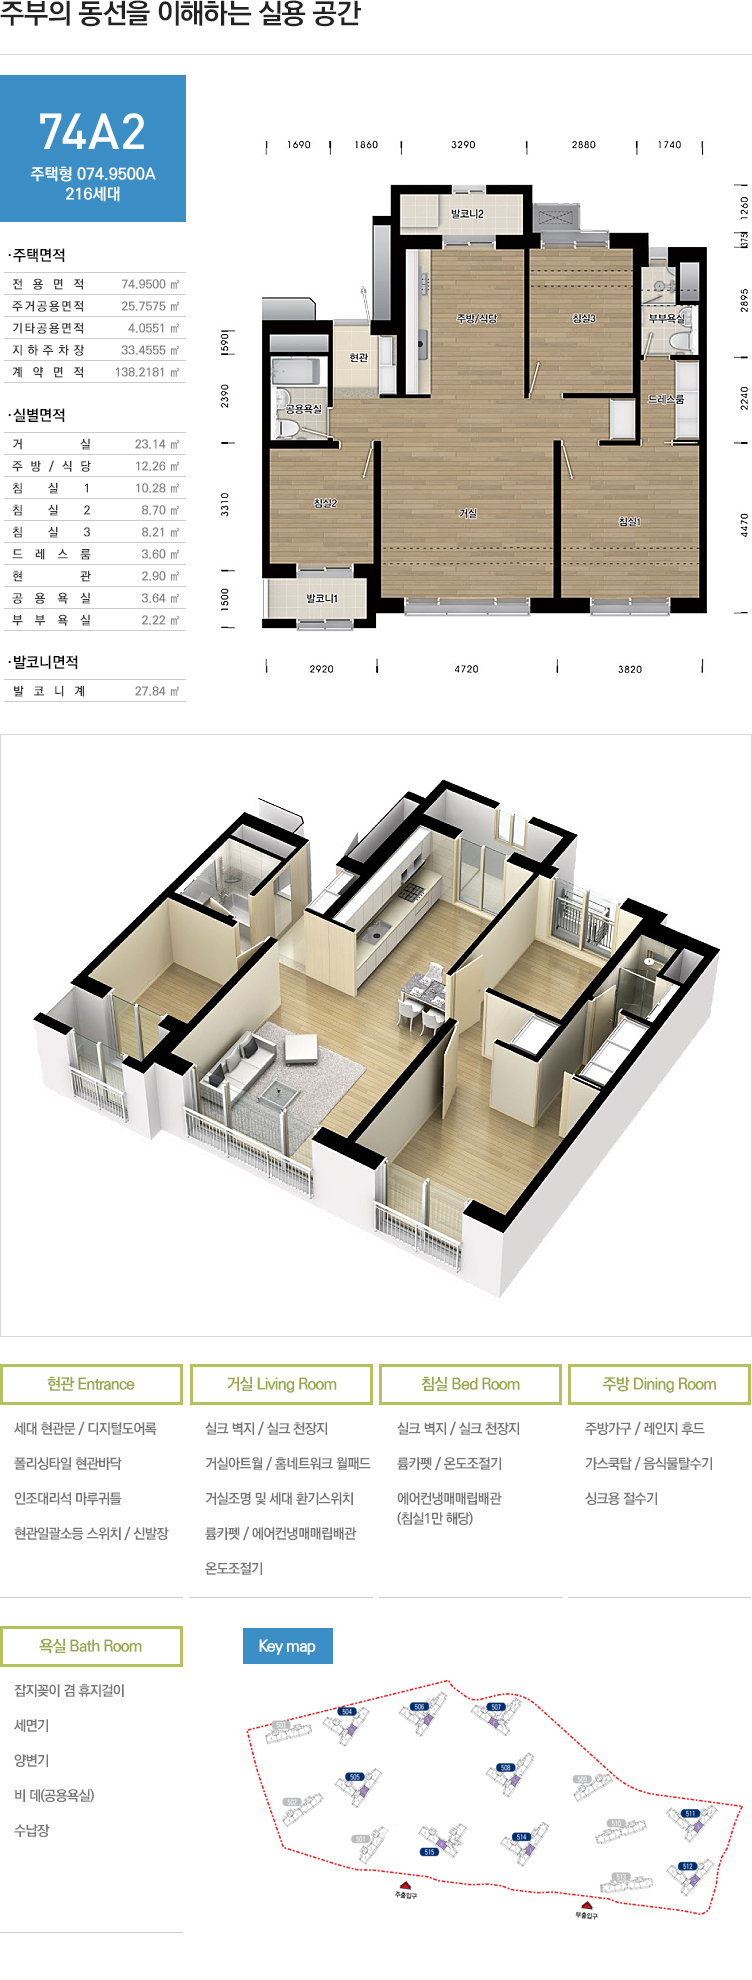 주부의 동선을 이해하는 실용 공간
74A2
주택형 074.9500A
216세대
·주택면적
전용면적 74.9500 ㎡
주거공용면적 25.7575 ㎡
기타공용면적 4.0551 ㎡
지하주차장 33.4555 ㎡
계약면적 138.2181 ㎡
·실별면적
거실 23.14 ㎡
주방/식당 12.26 ㎡
침실1 10.28 ㎡
침실2 8.70 ㎡
침실3 8.21 ㎡
드레스룸 3.60 ㎡
현관 2.90 ㎡
공용욕실 3.64 ㎡
부부욕실 2.22 ㎡
·발코니면적
발코니계 27.84 ㎡
1690 1860 3290 2880 1740
1260
375
2895
2240
4470
590
2390
3310
1500
발코니2
주방/식당
침실3
부부욕실
현관
공용욕실
드레스룸
침실2
거실
침실1
발코니1
2920 4720 3820
현관 Entrance
세대 현관문 / 디지털도어록
폴리싱타일 현관바닥
인조대리석 마루귀틀
현관일괄소등 스위치 / 신발장
거실 Living Room
실크 벽지 / 실크 천장지
거실아트월 / 홈네트워크 월패드
거실조명 및 세대 환기스위치
륨카펫 / 에어컨냉매매립배관
온도조절기
침실 Bed Room
실크 벽지 / 실크 천장지
륨카펫 / 온도조절기
에어컨냉매매립배관
(침실1만 해당)
주방 Dining Room
주방가구 / 레인지 후드
가스쿡탑 / 음식물탈수기
싱크용 절수기
욕실 Bath Room
잡지꽂이 겸 휴지걸이
세면기
양변기
비 데(공용욕실)
수납장
Key map
503
504
506
507
505
508
509
502
501
515
514
510
511
512
513
주출입구
부출입구